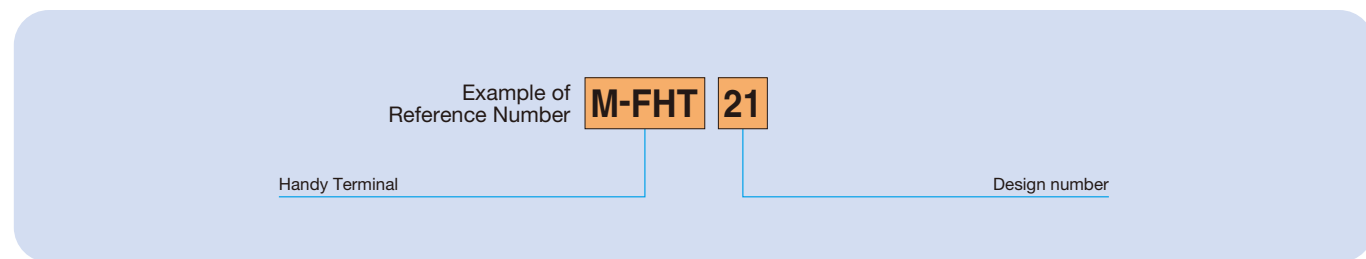 Example of
Reference Number M-FHT 21
Handy Terminal
Design number